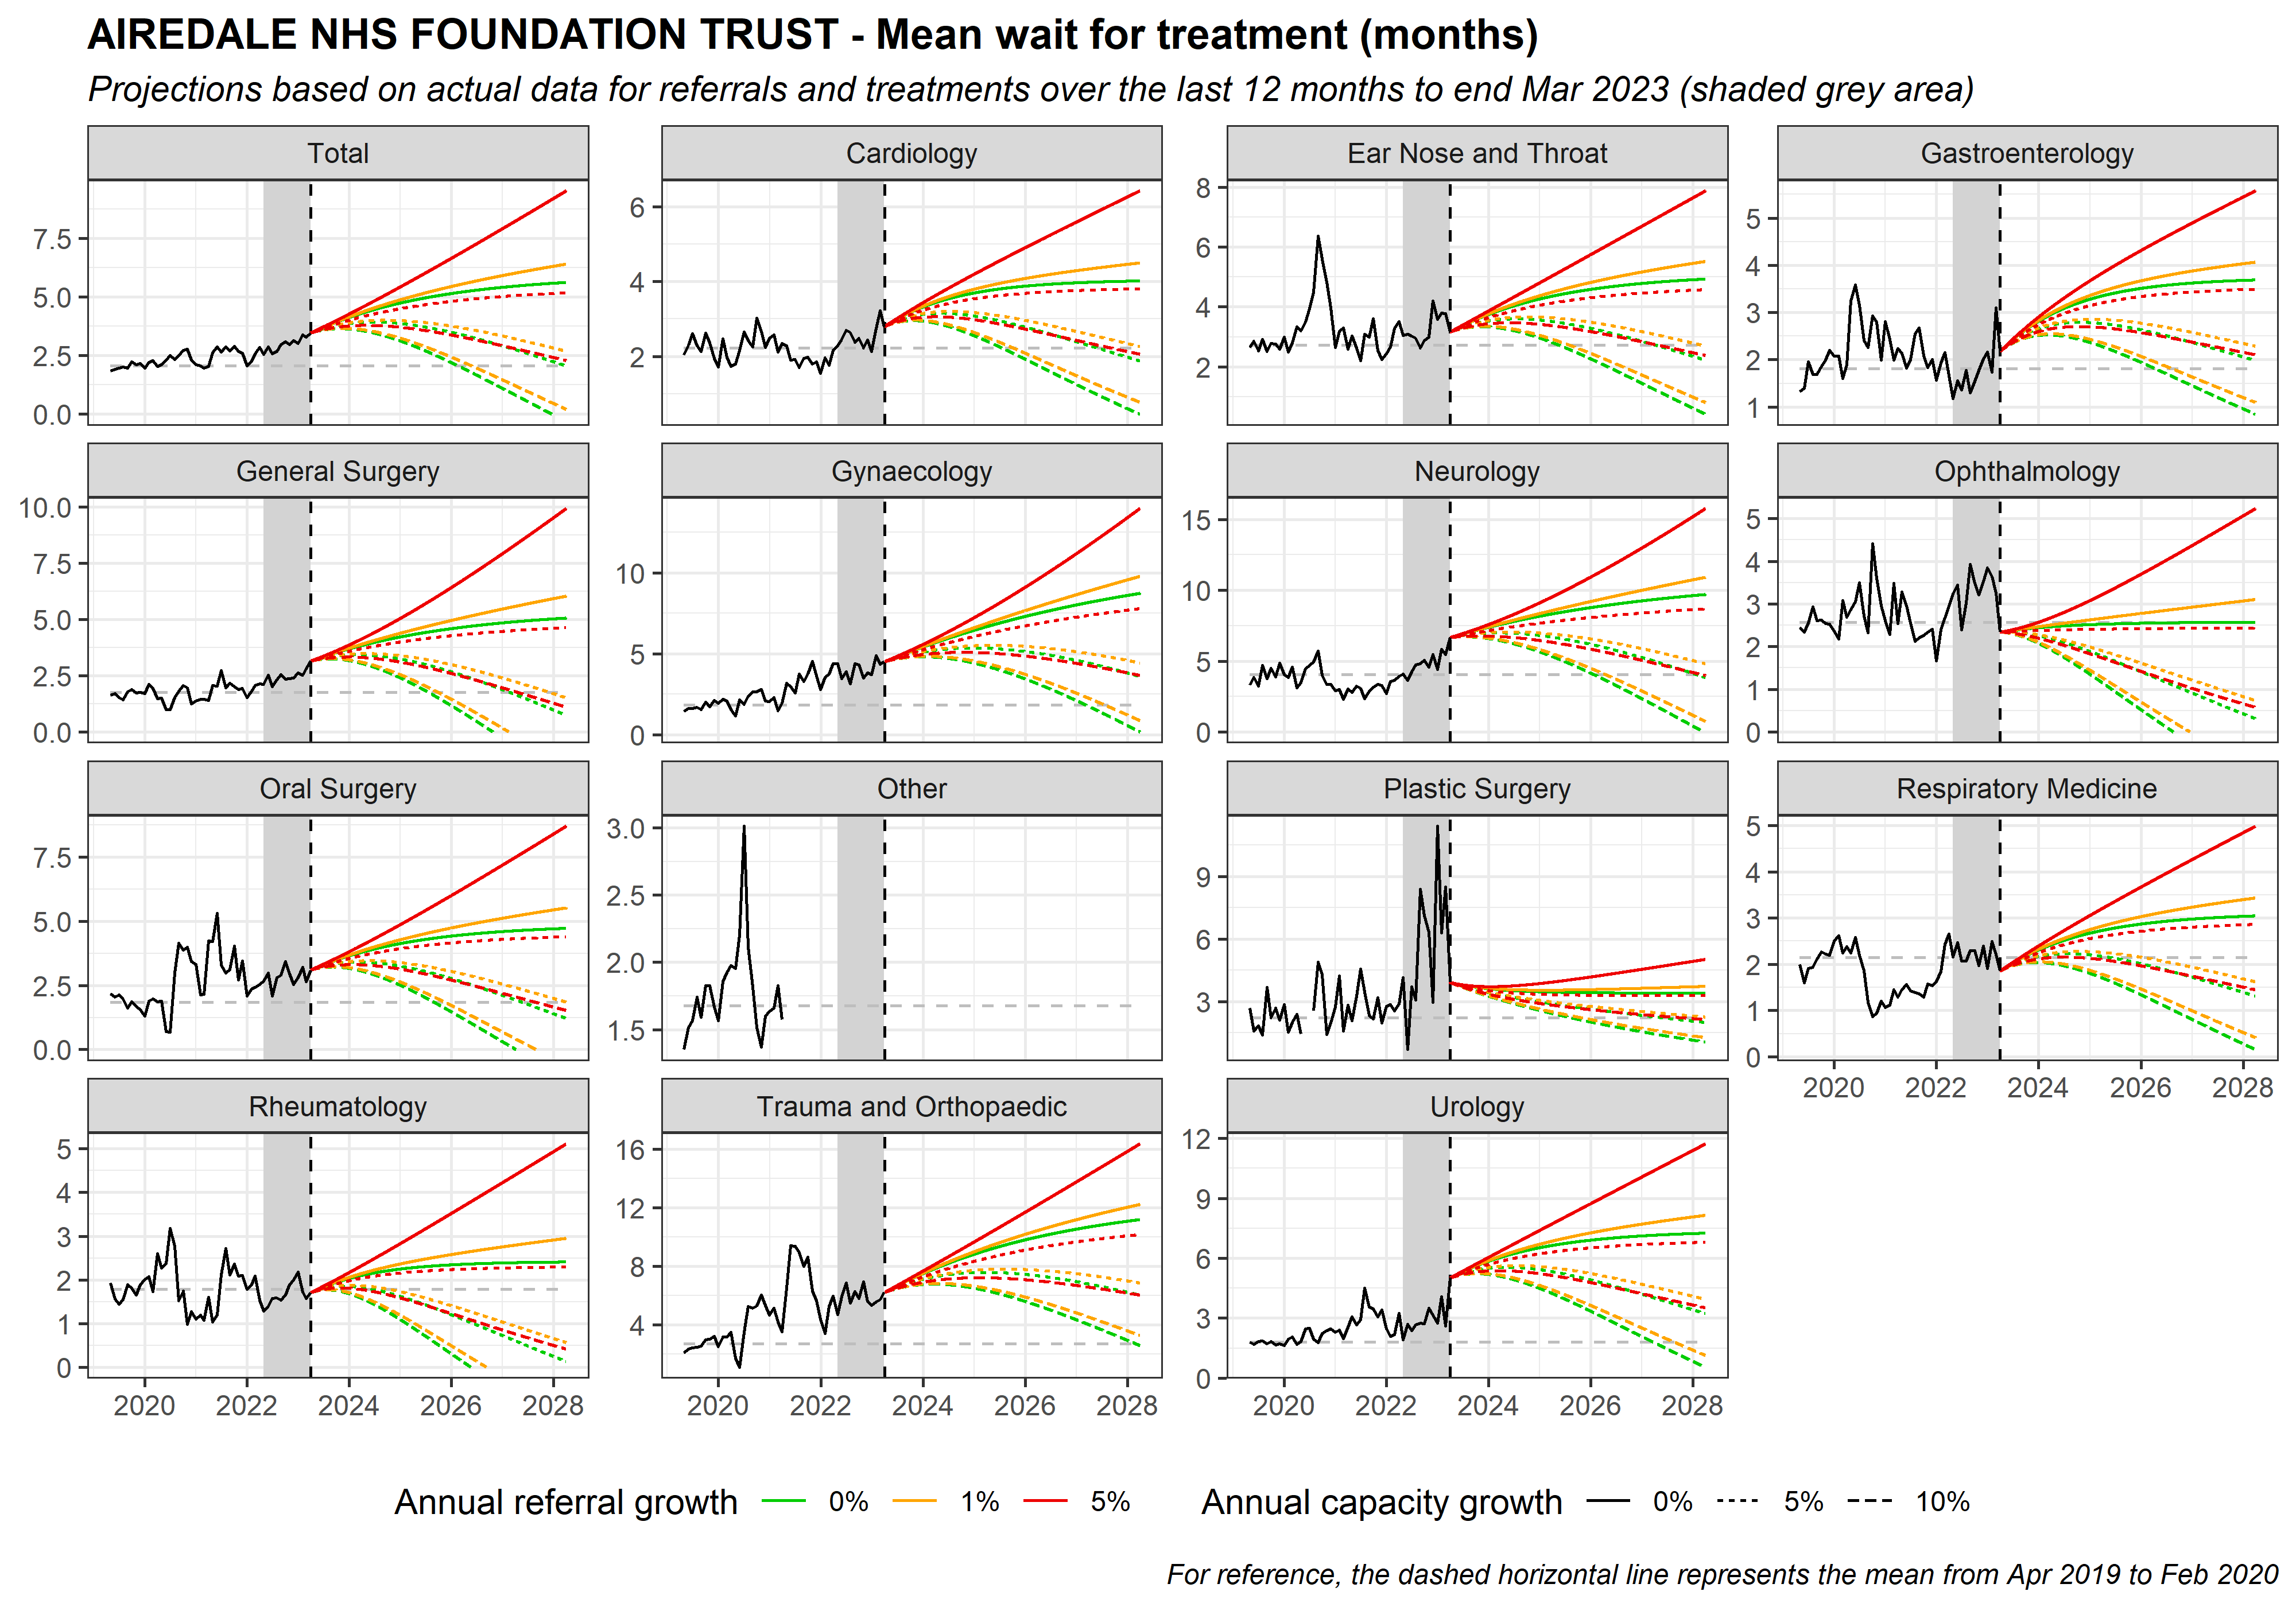 AIREDALE NHS FOUNDATION TRUST - Mean wait for treatment (months)
Projections based on actual data for referrals and treatments over the last 12 months to end Mar 2023 (shaded grey area)
Total
Cardiology
Ear Nose and Throat
Gastroenterology
7.5
5.0
2.5
0.0
6
4
2
8
6
4
2
5
4
3
2
1
General Surgery
Gynaecology
Neurology
Ophthalmology
10.0
7.5
5.0
2.5
0.0
10
5
0
15
10
5
0
5
4
3
2
1
0
Oral Surgery
Other
Plastic Surgery
Respiratory Medicine
7.5
5.0
2.5
0.0
3.0
2.5
2.0
1.5
9
6
3
5
4
3
2
1
0
2020 2022 2024 2026 2028
Rheumatology
Trauma and Orthopaedic
Urology
5
4
3
2
1
0
16
12
8
4
12
9
6
3
0
2020 2022 2024 2026 2028
2020 2022 2024 2026 2028
2020 2022 2024 2026 2028
Annual referral growth 0% 1% 5%
Annual capacity growth 0% 5% 10%
For reference, the dashed horizontal line represents the mean from Apr 2019 to Feb 2020